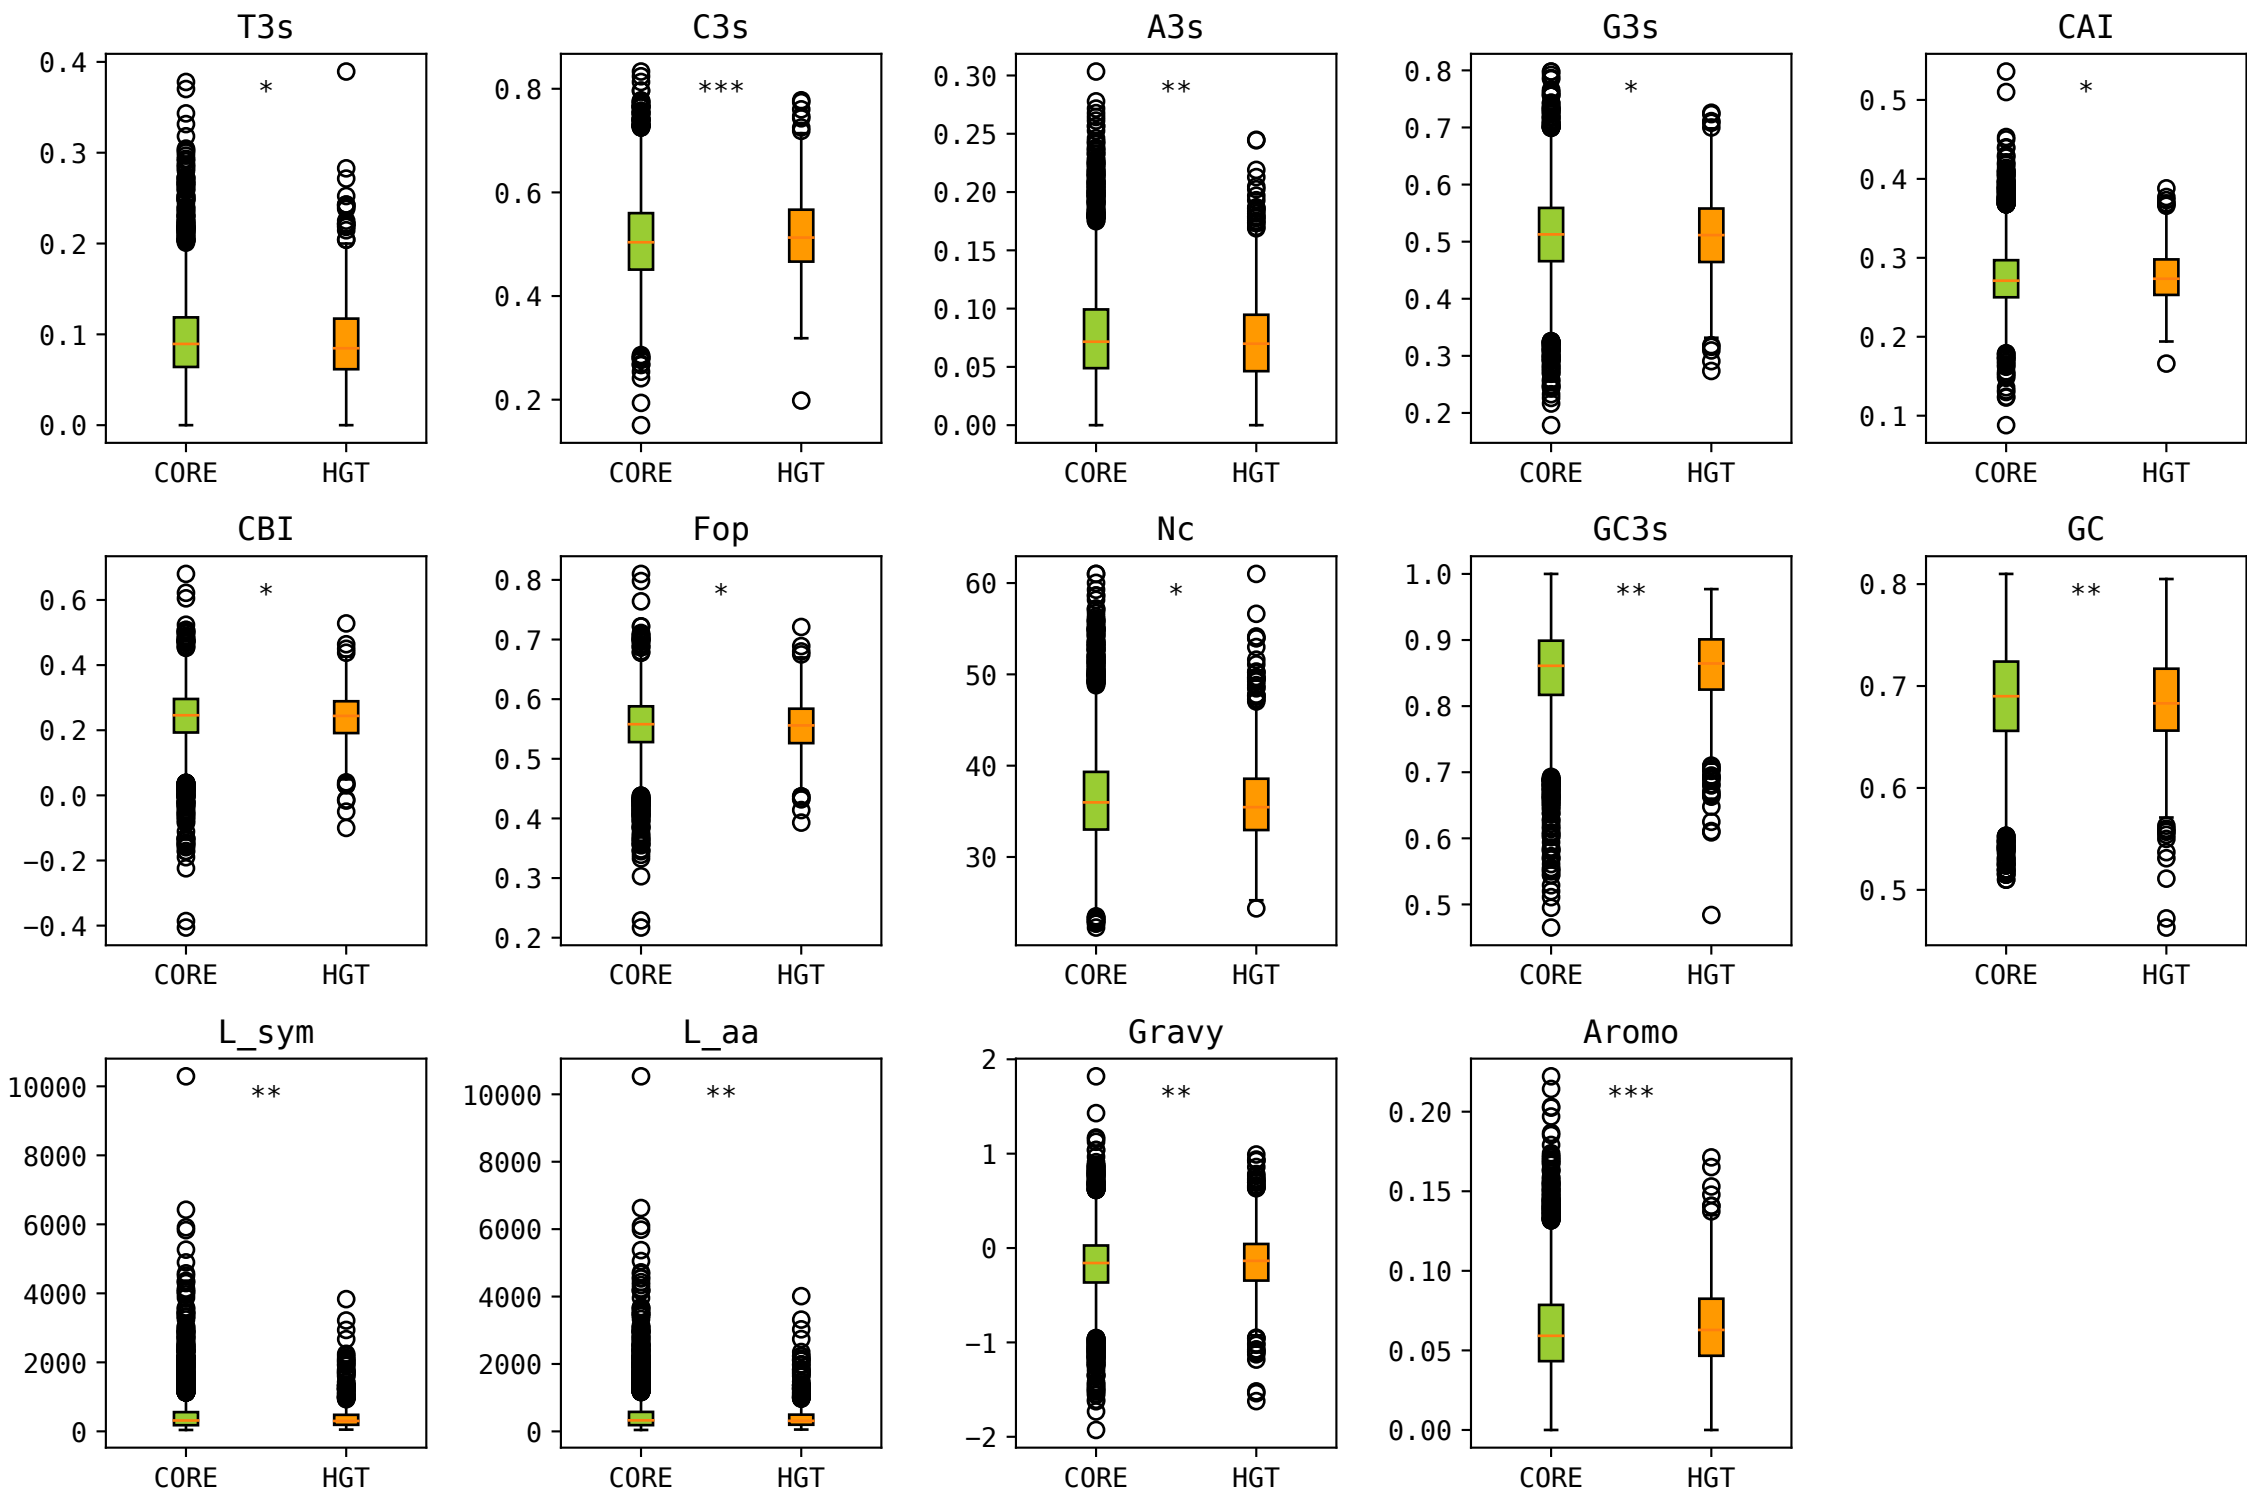 T3s
C3s
A3s
G3s
CAI
0.4
0.3
0.2
0.1
0.0
*
CORE
HGT
0.8
0.6
0.4
0.2
***
CORE
HGT
0.30
0.25
0.20
0.15
0.10
0.05
0.00
**
CORE
HGT
0.8
0.7
0.6
0.5
0.4
0.3
0.2
*
CORE
HGT
0.5
0.4
0.3
0.2
0.1
*
CORE
HGT
CBI
Fop
Nc
GC3s
GC
0.6
0.4
0.2
0.0
−0.2
−0.4
*
CORE
HGT
0.8
0.7
0.6
0.5
0.4
0.3
0.2
*
CORE
HGT
60
50
40
30
*
CORE
HGT
1.0
0.9
0.8
0.7
0.6
0.5
**
CORE
HGT
0.8
0.7
0.6
0.5
**
CORE
HGT
L_sym
L_aa
Gravy
Aromo
10000
8000
6000
4000
2000
0
**
CORE
HGT
10000
8000
6000
4000
2000
0
**
CORE
HGT
2
1
0
−1
−2
**
CORE
HGT
0.20
0.15
0.10
0.05
0.00
***
CORE
HGT